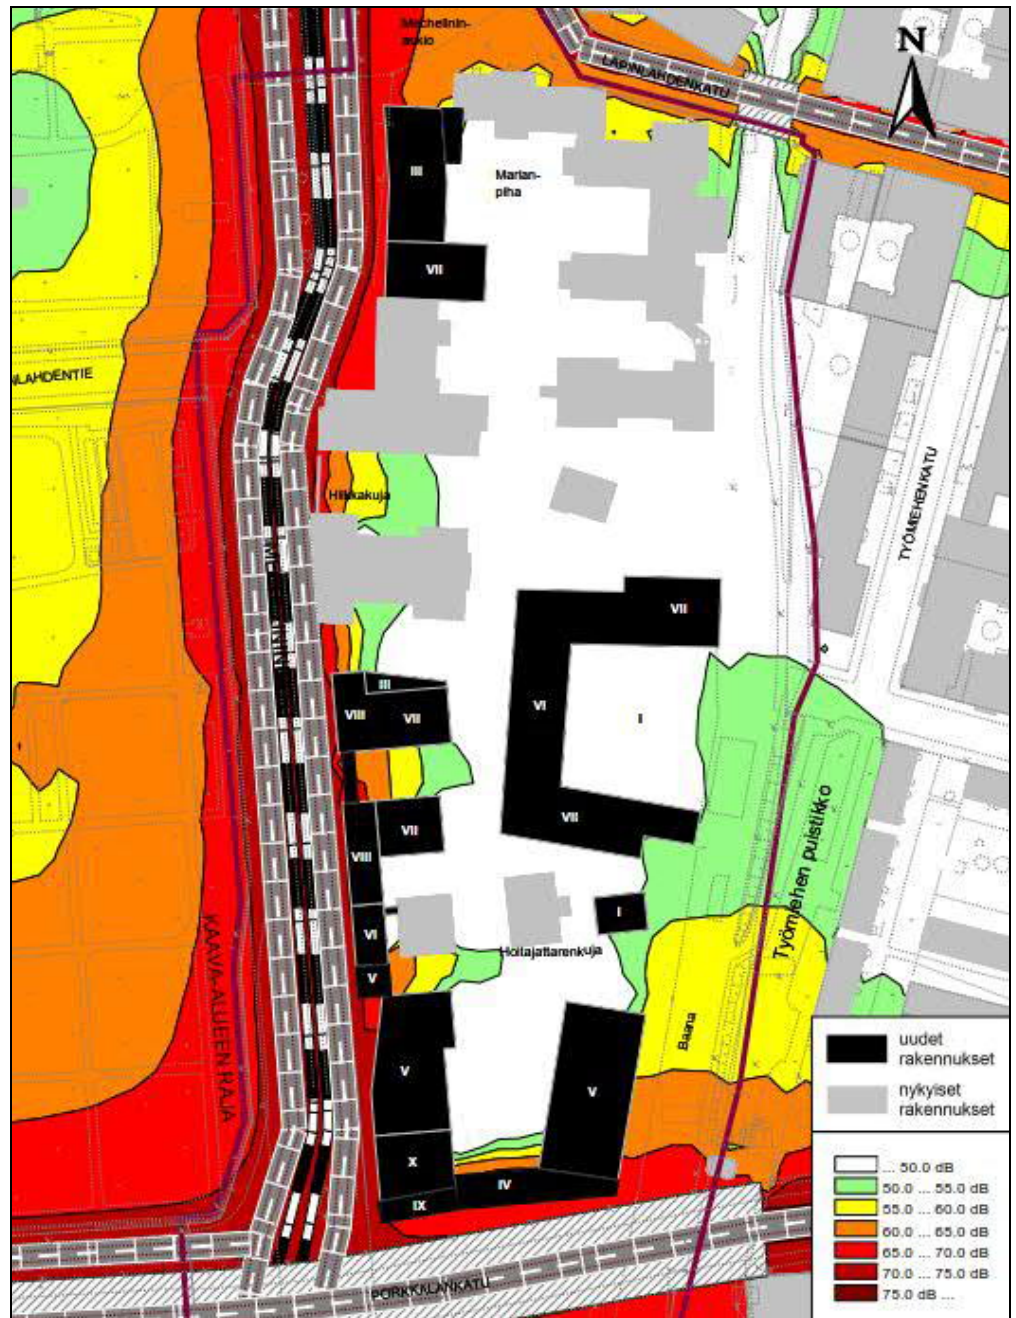 Mechelinin-
aukio
N
LAPINLAHDENKATU
III
Marian-
piha
VII
NLAHDENTIE
TYÖMIEHENKATU
Hiikkakuja
VII
III
VIII
VII
VI
I
VII
VII
VIII
Työmiehen puistikko
I
VI
Hoitajattarenkuja
V
KAAVA-ALUEEN RAJA
Baana
V
V
X
IV
IX
PORKKALANKATU
uudet
rakennukset
nykyiset
rakennukset
... 50.0 dB
50.0 ... 55.0 dB
55.0 ... 60.0 dB
60.0 ... 65.0 dB
65.0 ... 70.0 dB
70.0 ... 75.0 dB
75.0 dB ...